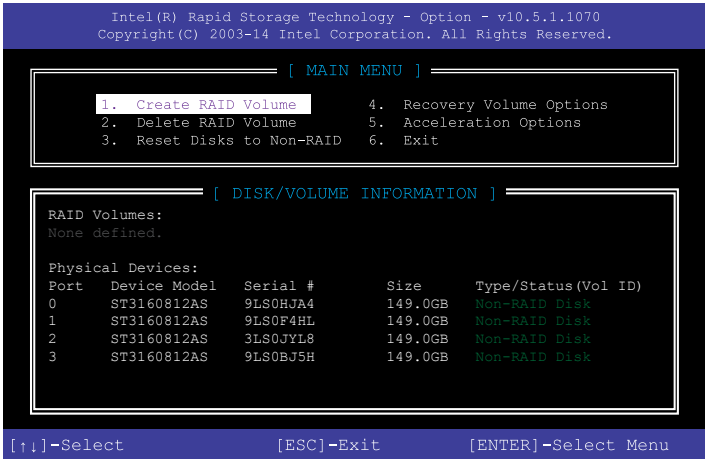 Intel(R) Rapid Storage Technology - Option - v10.5.1.1070
Copyright(C) 2003-14 Intel Corporation. All Rights Reserved.
[ MAIN MENU ]
1. Create RAID Volume 4. Recovery Volume Options
2. Delete RAID Volume 5. Acceleration Options
3. Reset Disks to Non-RAID 6. Exit
[ DISK/VOLUME INFORMATION ]
RAID Volumes:
None defined.
Physical Devices:
Port Device Model Serial # Size Type/Status(Vol ID)
0 ST3160812AS 9LS0HJA4 149.0GB Non-RAID Disk
1 ST3160812AS 9LS0F4HL 149.0GB Non-RAID Disk
2 ST3160812AS 3LS0JYL8 149.0GB Non-RAID Disk
3 ST3160812AS 9LS0BJ5H 149.0GB Non-RAID Disk
[↑↓]-Select [ESC]-Exit [ENTER]-Select Menu